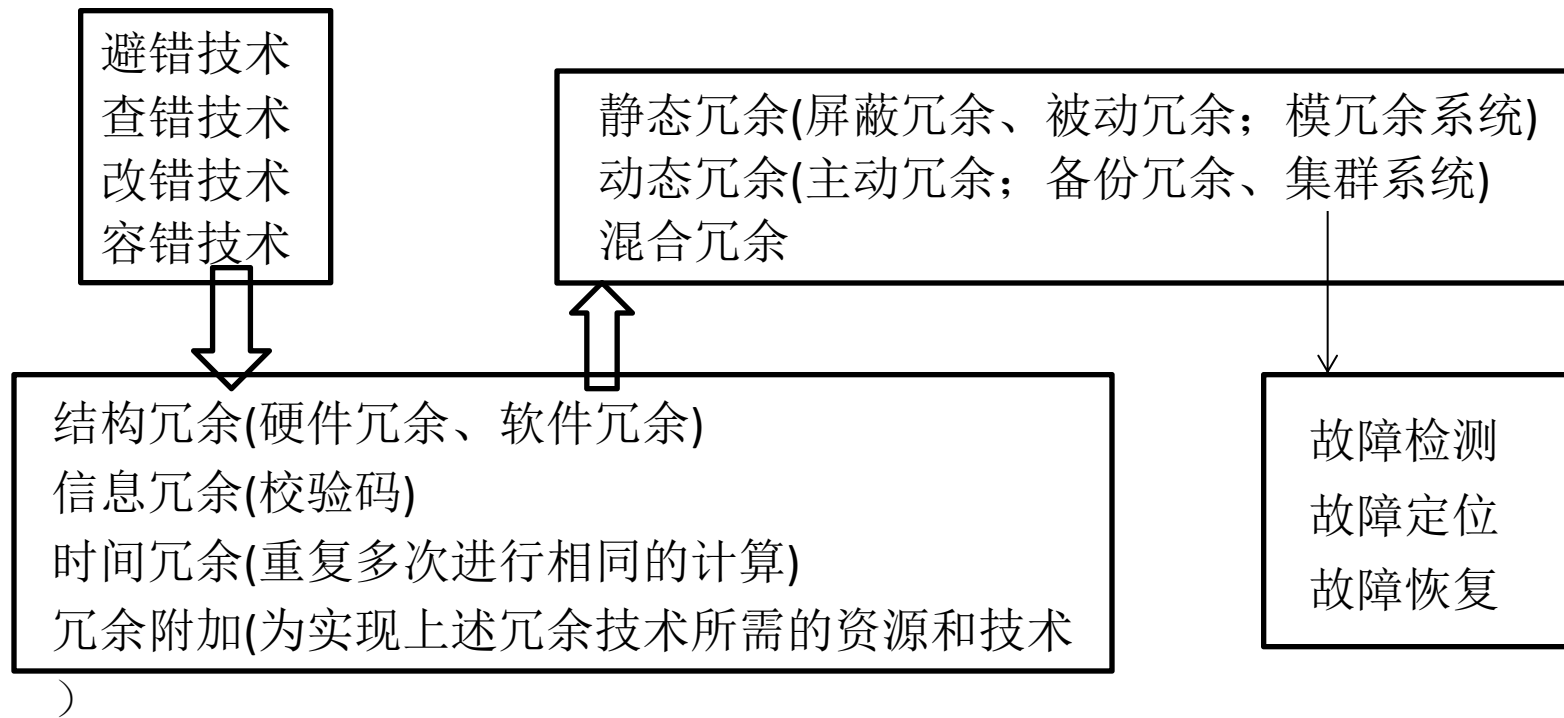 避错技术
查错技术
改错技术
容错技术
静态冗余(屏蔽冗余、被动冗余；模冗余系统)
动态冗余(主动冗余；备份冗余、集群系统)
混合冗余
结构冗余(硬件冗余、软件冗余)
信息冗余(校验码)
时间冗余(重复多次进行相同的计算)
冗余附加(为实现上述冗余技术所需的资源和技术
）
故障检测
故障定位
故障恢复